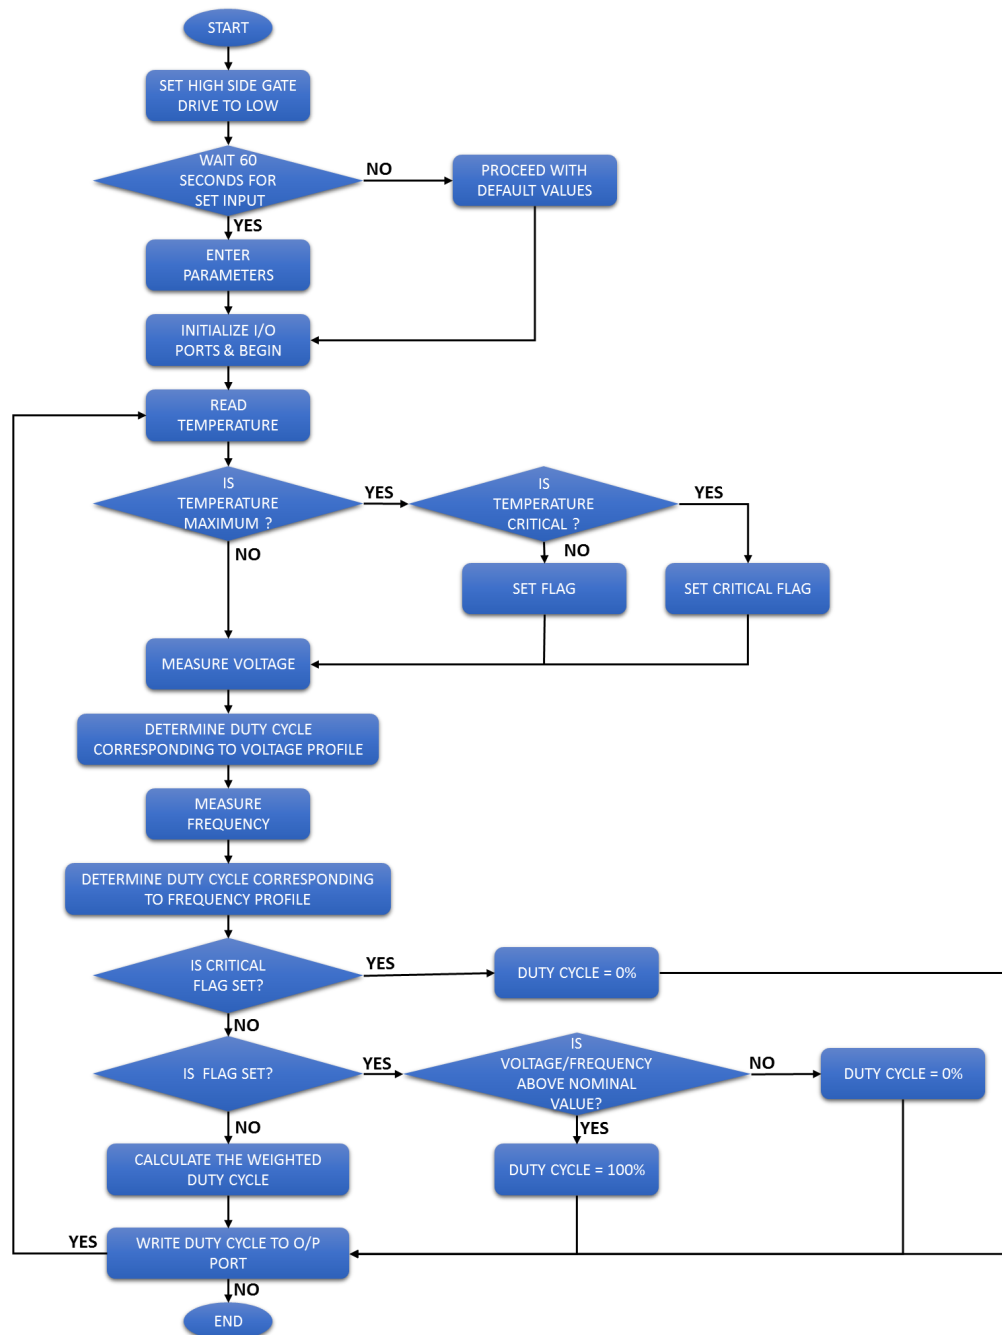 START
SET HIGH SIDE GATE
DRIVE TO LOW
WAIT 60
SECONDS FOR
SET INPUT
NO
PROCEED WITH
DEFAULT VALUES
YES
ENTER
PARAMETERS
INITIALIZE I/O
PORTS & BEGIN
READ
TEMPERATURE
IS
TEMPERATURE
MAXIMUM ?
YES
IS
TEMPERATURE
CRITICAL ?
YES
NO
NO
SET FLAG
SET CRITICAL FLAG
MEASURE VOLTAGE
DETERMINE DUTY CYCLE
CORRESPONDING TO VOLTAGE PROFILE
MEASURE
FREQUENCY
DETERMINE DUTY CYCLE CORRESPONDING
TO FREQUENCY PROFILE
IS CRITICAL
FLAG SET?
YES
DUTY CYCLE = 0%
NO
IS  FLAG SET?
YES
IS
VOLTAGE/FREQUENCY
ABOVE NOMINAL
VALUE?
NO
DUTY CYCLE = 0%
NO
YES
CALCULATE THE WEIGHTED
DUTY CYCLE
DUTY CYCLE = 100%
YES
WRITE DUTY CYCLE TO O/P
PORT
NO
END